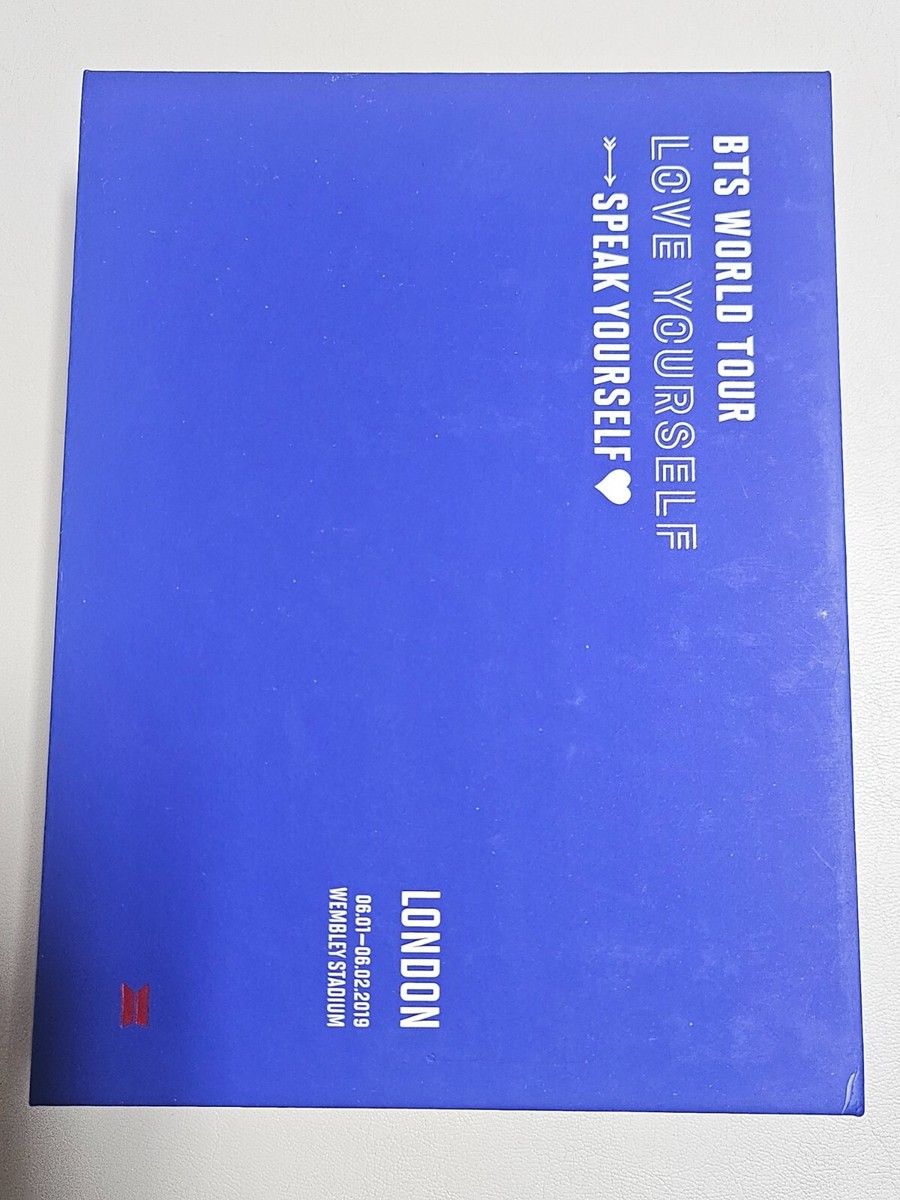 BTS WORLD TOUR
LOVE YOURSELF
SPEAK YOURSELF
LONDON
06.01–06.02.2019
WEMBLEY STADIUM